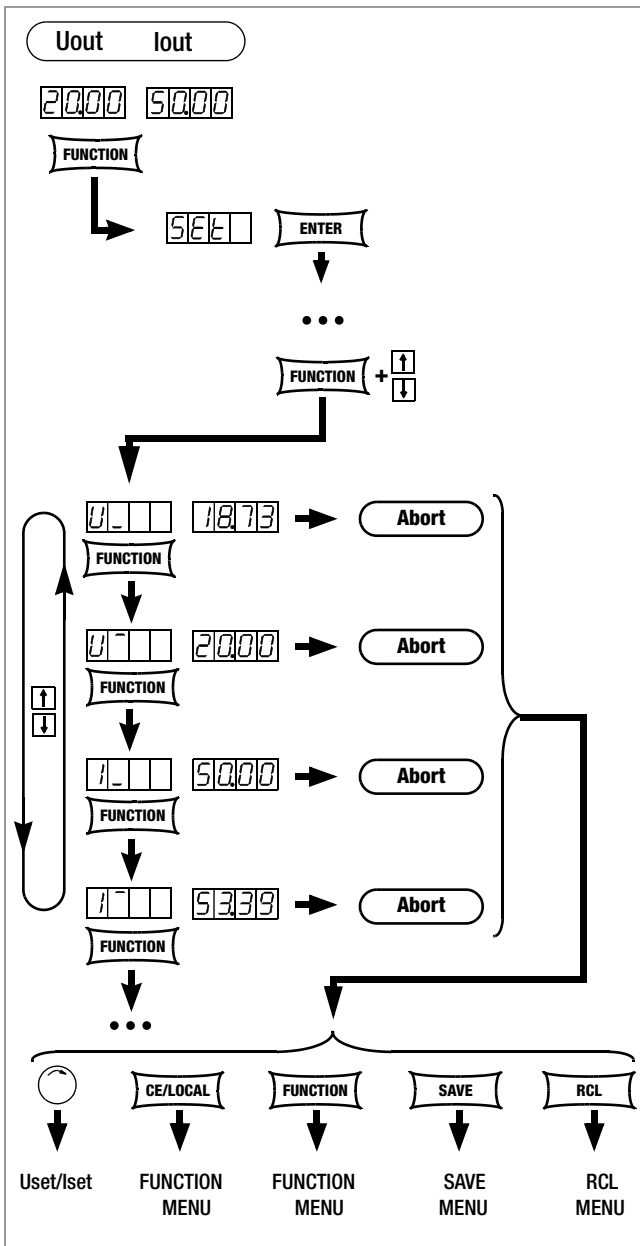 Uout Iout
20.00 50.00
FUNCTION
SEt ENTER
•••
FUNCTION + ↑
↓
U_ 18.73 Abort
FUNCTION
U¯ 20.00 Abort
FUNCTION
↑
↓
I_ 50.00 Abort
FUNCTION
I¯ 53.39 Abort
FUNCTION
•••
CE/LOCAL FUNCTION SAVE RCL
Uset/Iset FUNCTION FUNCTION SAVE RCL
MENU MENU MENU MENU